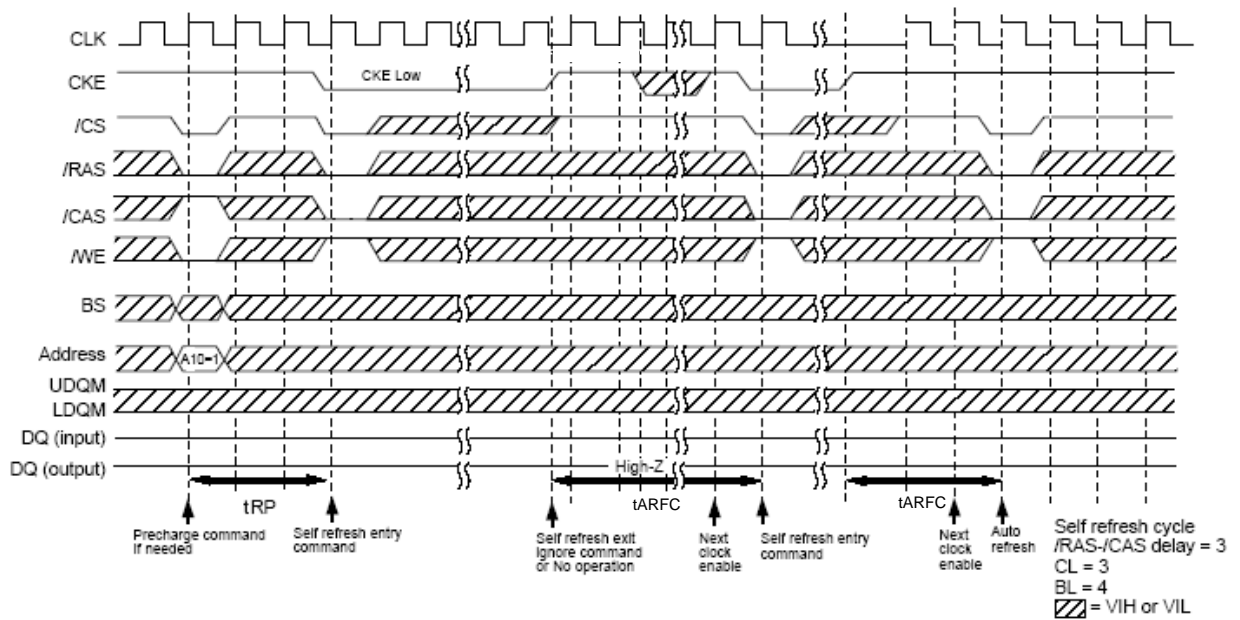 CLK
CKE
CKE Low
/CS
/RAS
/CAS
/WE
BS
Address
A10=1
UDQM
LDQM
DQ (input)
DQ (output)
High-Z
tRP
tARFC
tARFC
Precharge command
If needed
Self refresh entry
command
Self refresh exit
Ignore command
or No operation
Next
clock
enable
Self refresh entry
command
Next
clock
enable
Auto
refresh
Self refresh cycle
/RAS-/CAS delay = 3
CL = 3
BL = 4
= VIH or VIL